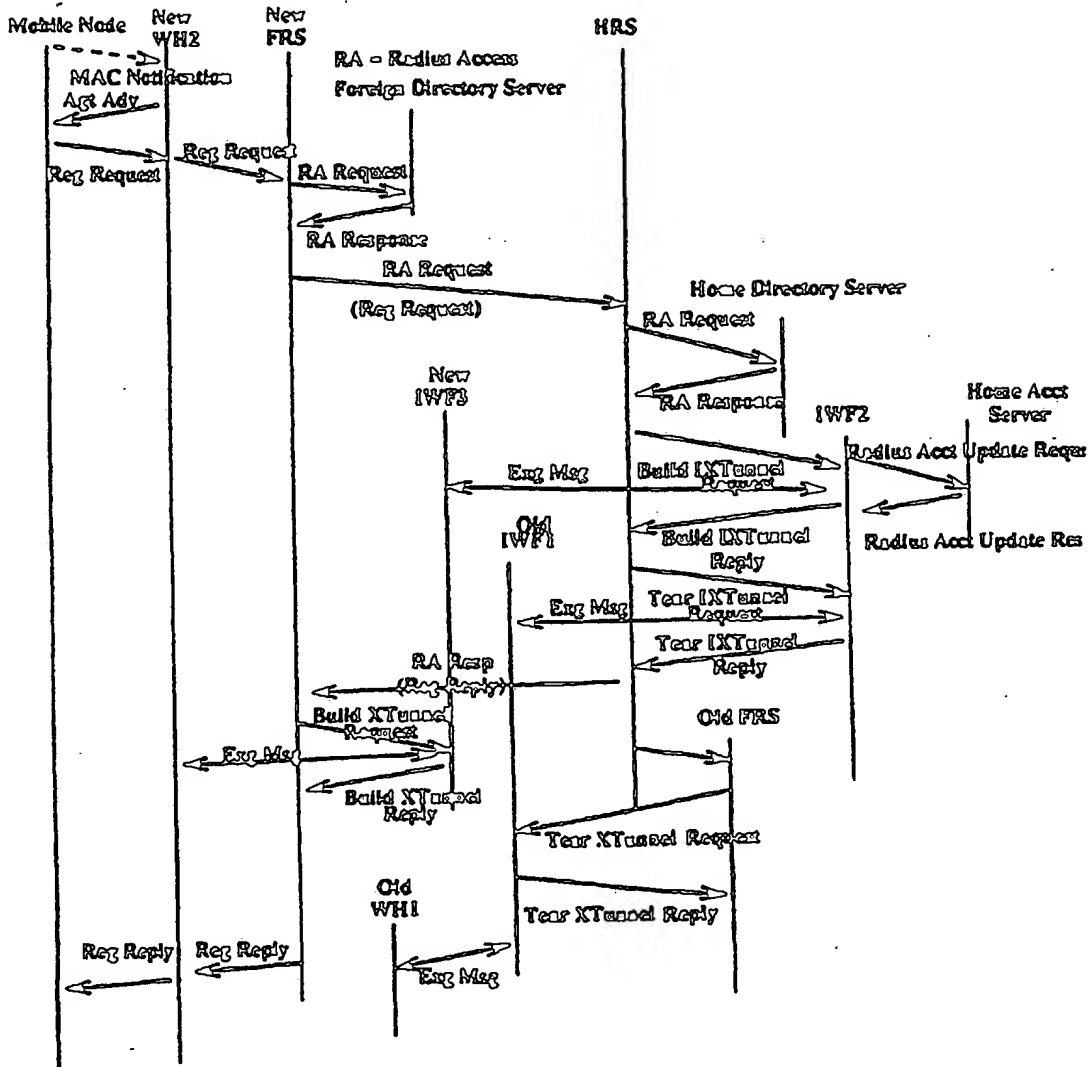 Mobile Node
New
WH2
New
FRS
HRS
RA - Radius Access
Foreign Directory Server
MAC Notification
Agt Adv
Reg Request
Reg Request
RA Request
RA Response
RA Request
(Reg Request)
Home Directory Server
RA Request
RA Response
New
IWF3
IWF2
Home Acct
Server
Radius Acct Update Reques
Exg Msg
Build IXTunnel
Request
Old
IWF1
Build IXTunnel
Reply
Radius Acct Update Res
Exg Msg
Tear IXTunnel
Request
Tear IXTunnel
Reply
RA Resp
(Reg Reply)
Build XTunnel
Request
Old FRS
Exg Msg
Build XTunnel
Reply
Tear XTunnel Request
Old
WH1
Tear XTunnel Reply
Reg Reply
Reg Reply
Exg Msg